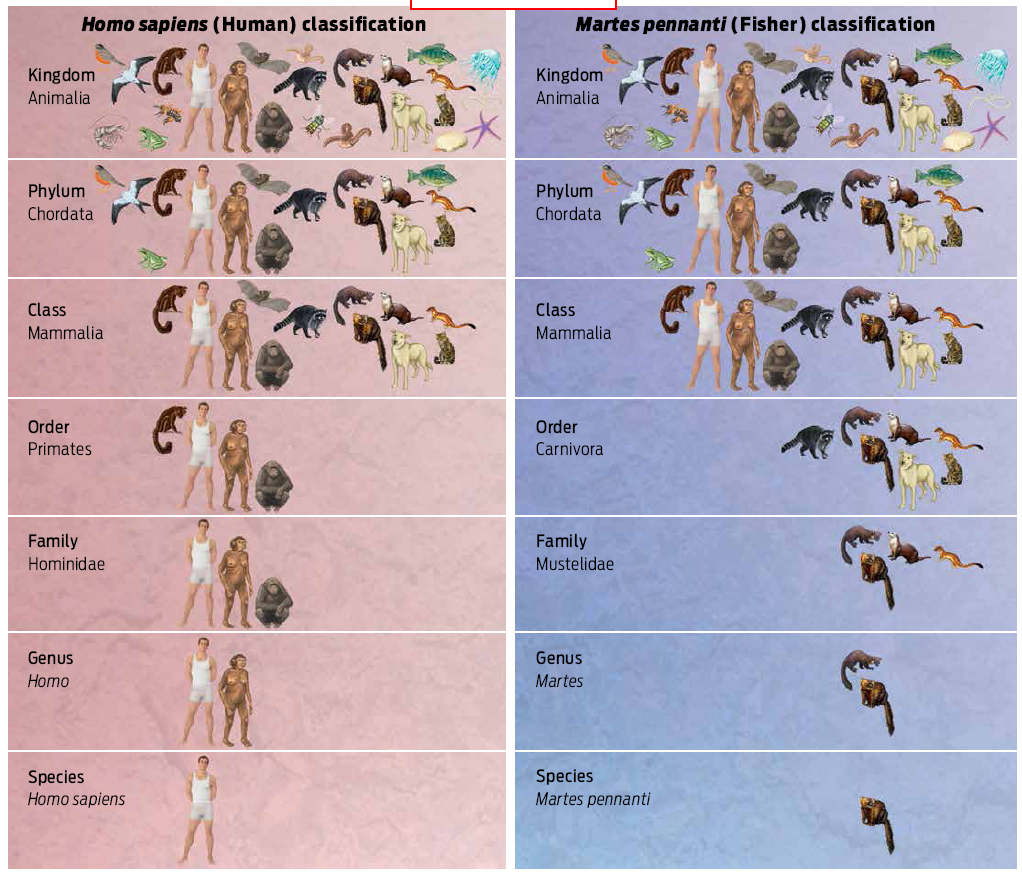 Homo sapiens (Human) classification
Kingdom
Animalia
Phylum
Chordata
Class
Mammalia
Order
Primates
Family
Hominidae
Genus
Homo
Species
Homo sapiens
Martes pennanti (Fisher) classification
Kingdom
Animalia
Phylum
Chordata
Class
Mammalia
Order
Carnivora
Family
Mustelidae
Genus
Martes
Species
Martes pennanti